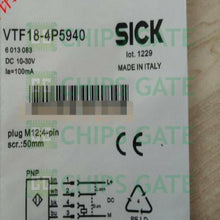 VTF18-4P5940
SICK
6 013 083
lot. 1229
DC 10-30V
Ia=100mA
MADE IN ITALY
CHIPS GATE
plug M12;4-pin
scr.:50mm
CE
PNP